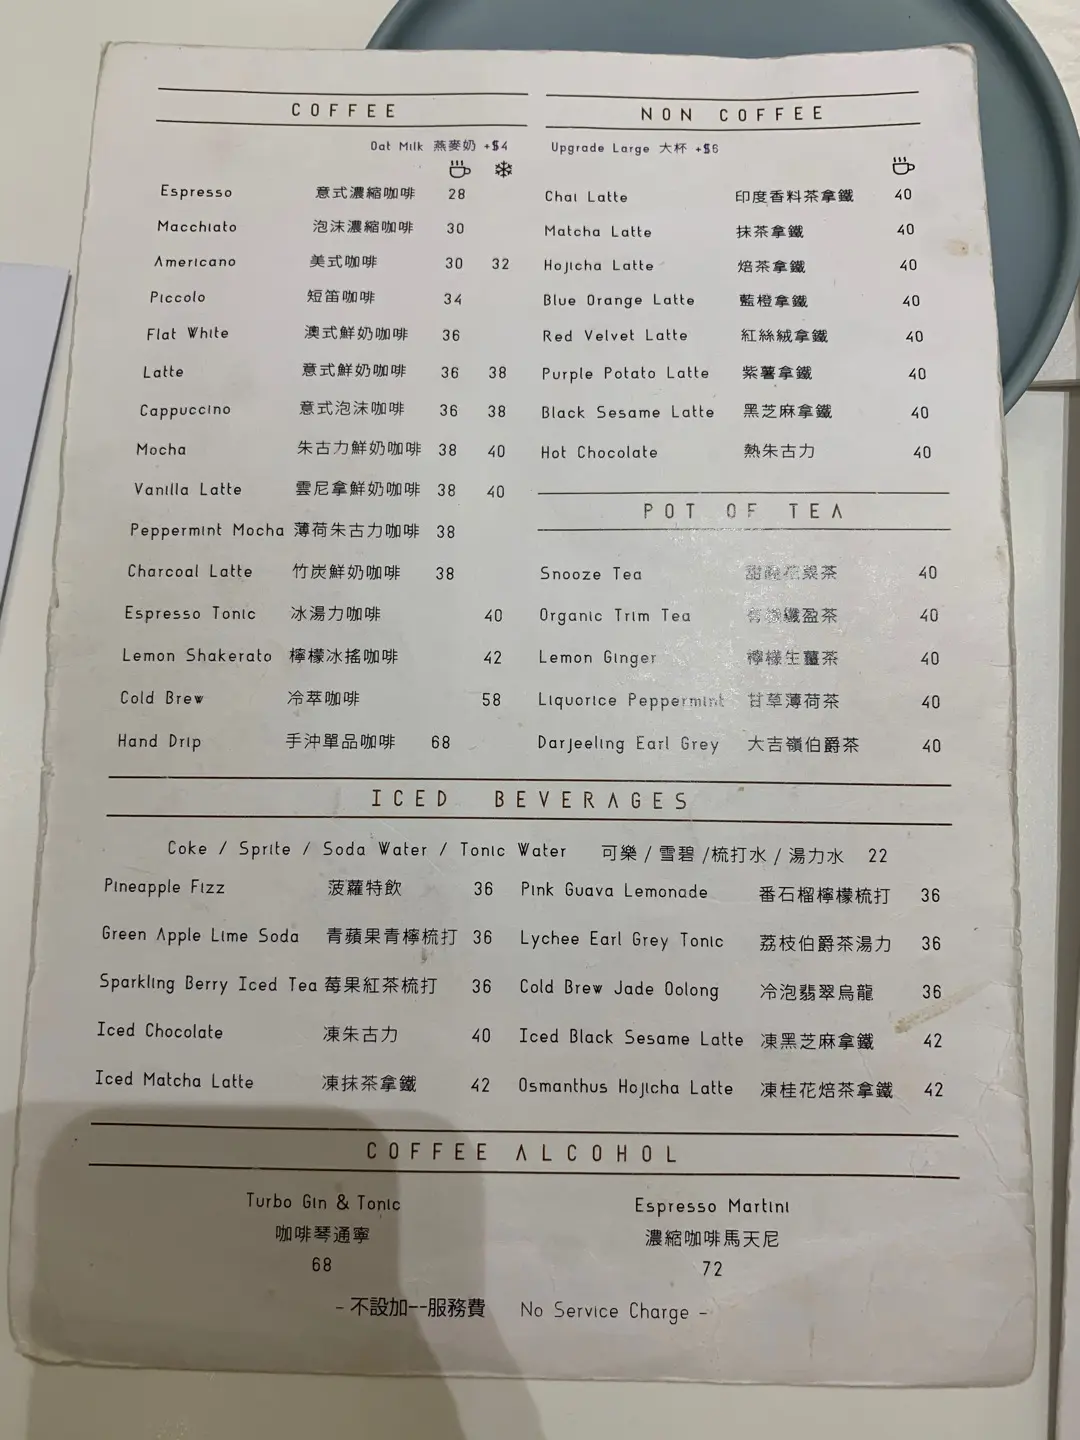 COFFEE
Oat Milk 燕麥奶 +$4
Espresso 意式濃縮咖啡 28
Macchiato 泡沫濃縮咖啡 30
Americano 美式咖啡 30 32
Piccolo 短笛咖啡 34
Flat White 澳式鮮奶咖啡 36
Latte 意式鮮奶咖啡 36 38
Cappuccino 意式泡沫咖啡 36 38
Mocha 朱古力鮮奶咖啡 38 40
Vanilla Latte 雲尼拿鮮奶咖啡 38 40
Peppermint Mocha 薄荷朱古力咖啡 38
Charcoal Latte 竹炭鮮奶咖啡 38
Espresso Tonic 冰湯力咖啡 40
Lemon Shakerato 檸檬冰搖咖啡 42
Cold Brew 冷萃咖啡 58
Hand Drip 手沖單品咖啡 68
NON COFFEE
Upgrade Large 大杯 +$6
Chai Latte 印度香料茶拿鐵 40
Matcha Latte 抹茶拿鐵 40
Hojicha Latte 焙茶拿鐵 40
Blue Orange Latte 藍橙拿鐵 40
Red Velvet Latte 紅絲絨拿鐵 40
Purple Potato Latte 紫薯拿鐵 40
Black Sesame Latte 黑芝麻拿鐵 40
Hot Chocolate 熱朱古力 40
POT OF TEA
Snooze Tea 茶 40
Organic Trim Tea 纖盈茶 40
Lemon Ginger 檸檬生薑茶 40
Liquorice Peppermint 甘草薄荷茶 40
Darjeeling Earl Grey 大吉嶺伯爵茶 40
ICED BEVERAGES
Coke / Sprite / Soda Water / Tonic Water 可樂 / 雪碧 /梳打水 / 湯力水 22
Pineapple Fizz 菠蘿特飲 36 Pink Guava Lemonade 番石榴檸檬梳打 36
Green Apple Lime Soda 青蘋果青檸梳打 36 Lychee Earl Grey Tonic 荔枝伯爵茶湯力 36
Sparkling Berry Iced Tea 莓果紅茶梳打 36 Cold Brew Jade Oolong 冷泡翡翠烏龍 36
Iced Chocolate 凍朱古力 40 Iced Black Sesame Latte 凍黑芝麻拿鐵 42
Iced Matcha Latte 凍抹茶拿鐵 42 Osmanthus Hojicha Latte 凍桂花焙茶拿鐵 42
COFFEE ALCOHOL
Turbo Gin & Tonic
咖啡琴通寧
68
Espresso Martini
濃縮咖啡馬天尼
72
- 不設加一服務費 No Service Charge -